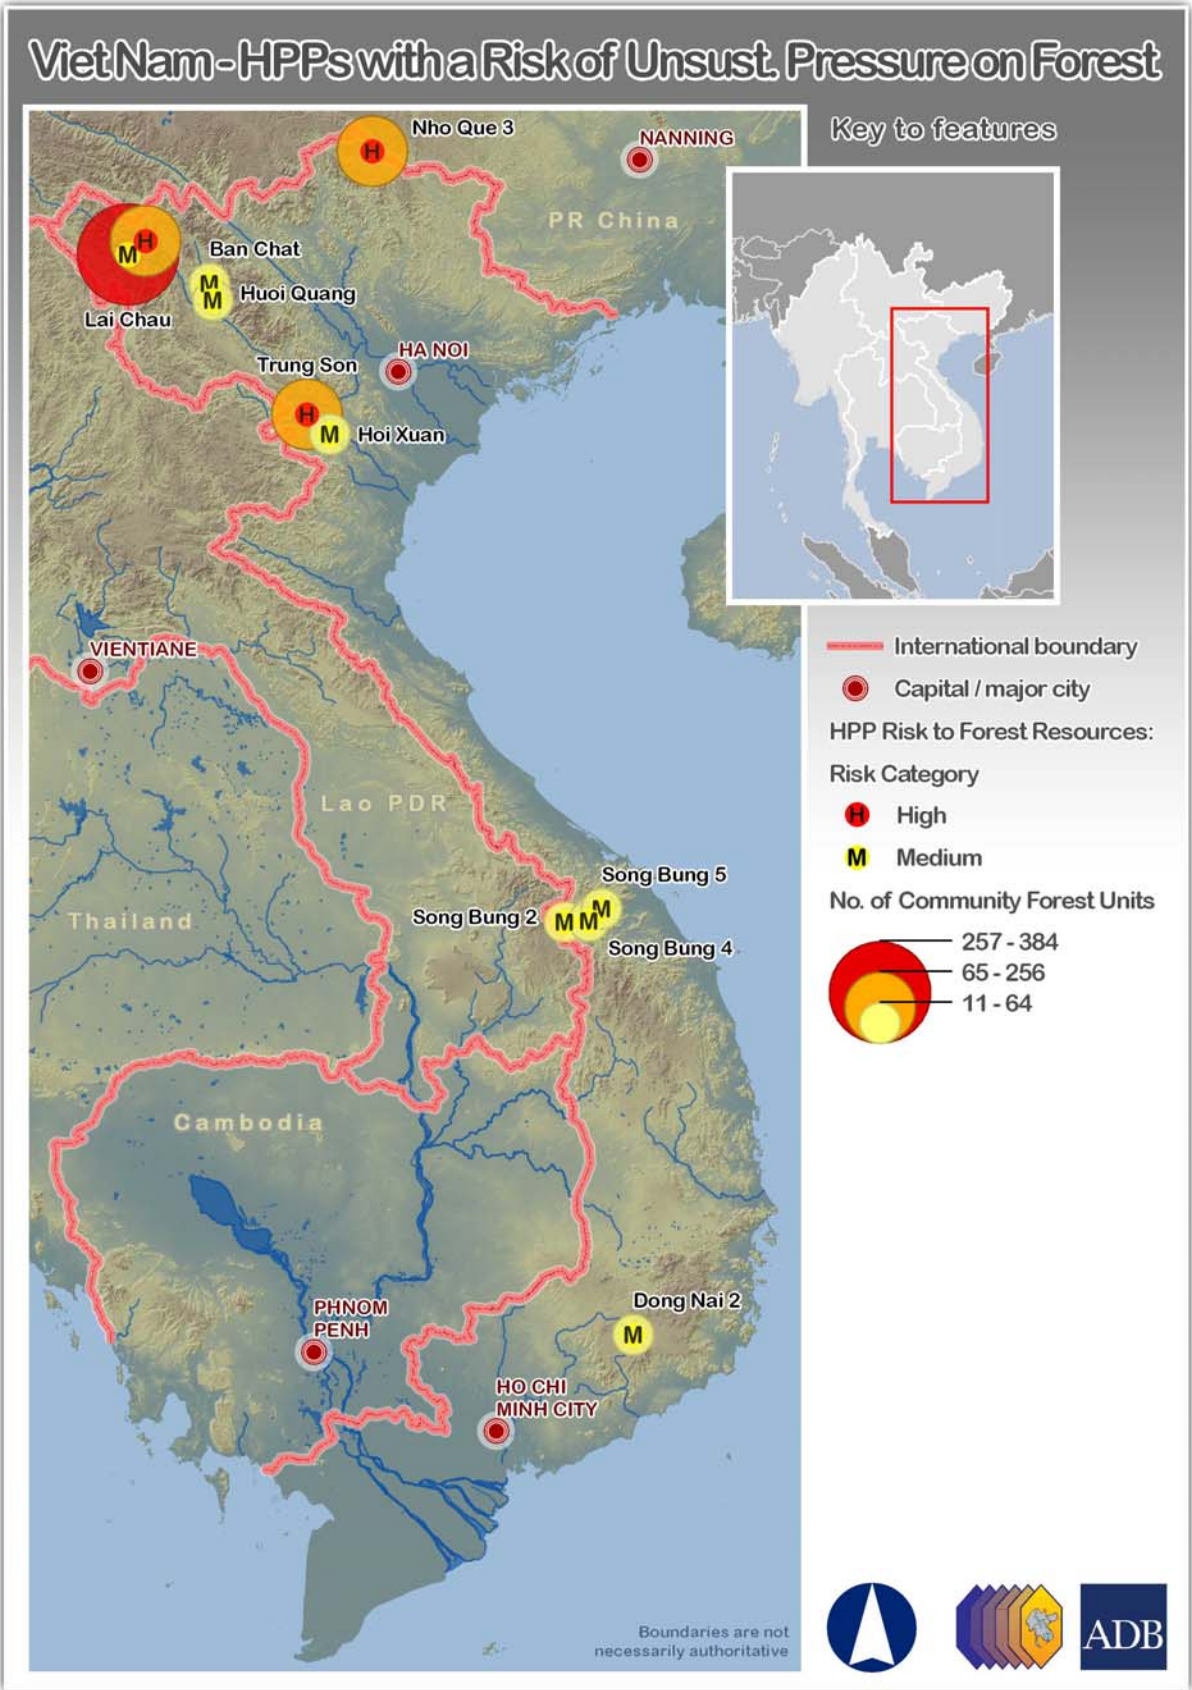 Viet Nam - HPPs with a Risk of Unsust. Pressure on Forest
Key to features
Nho Que 3
H
NANNING
PR China
H
M
Ban Chat
M
M
Huoi Quang
Lai Chau
HA NOI
Trung Son
H
M
Hoi Xuan
VIENTIANE
Lao PDR
Thailand
Song Bung 5
Song Bung 2
M
M
M
Song Bung 4
Cambodia
Dong Nai 2
M
PHNOM
PENH
HO CHI
MINH CITY
Boundaries are not
necessarily authoritative
International boundary
Capital / major city
HPP Risk to Forest Resources:
Risk Category
H High
M Medium
No. of Community Forest Units
257 - 384
65 - 256
11 - 64
ADB